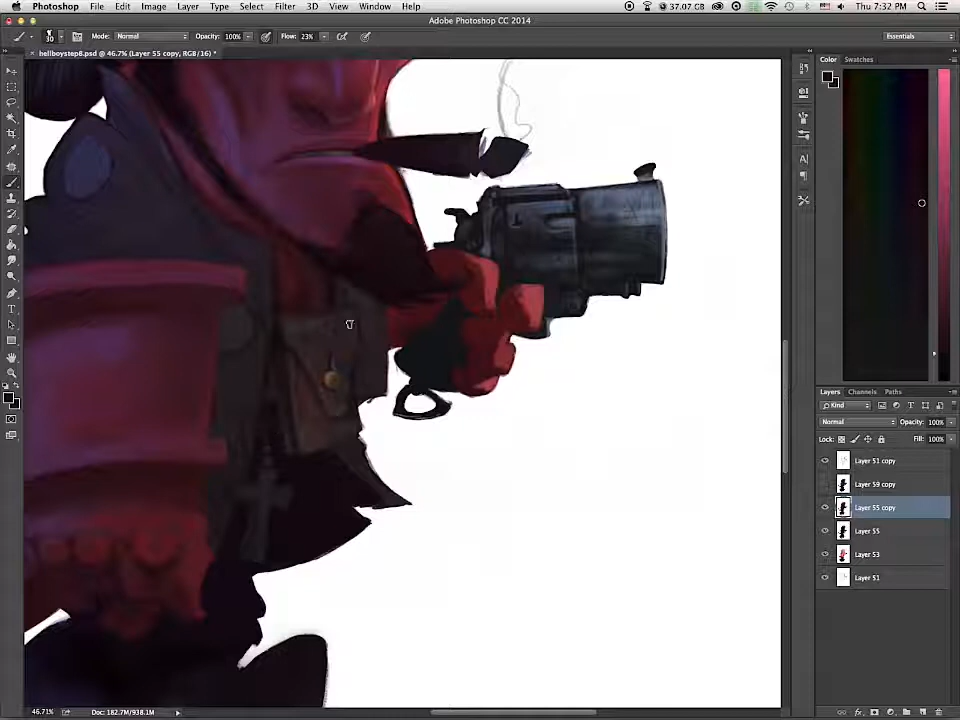 Photoshop File Edit Image Layer Type Select Filter 3D View Window Help 37.07 GB Thu 7:32 PM
Adobe Photoshop CC 2014
30 Mode: Normal Opacity: 100% Flow: 23% Essentials
× hellboystep8.psd @ 46.7% (Layer 55 copy, RGB/16) *
Color Swatches
Layers Channels Paths
Kind
Normal Opacity: 100%
Lock: Fill: 100%
Layer 51 copy
Layer 59 copy
Layer 55 copy
Layer 55
Layer 53
Layer 51
46.71% Doc: 182.7M/938.1M